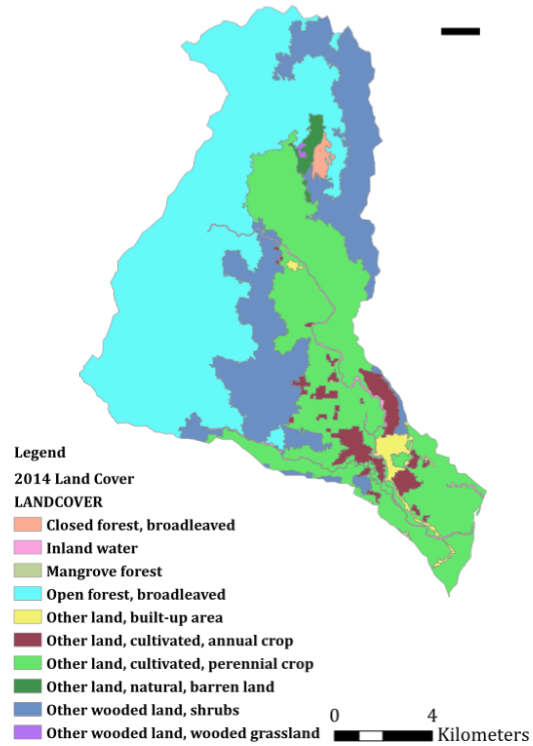 Legend
2014 Land Cover
LANDCOVER
Closed forest, broadleaved
Inland water
Mangrove forest
Open forest, broadleaved
Other land, built-up area
Other land, cultivated, annual crop
Other land, cultivated, perennial crop
Other land, natural, barren land
Other wooded land, shrubs
Other wooded land, wooded grassland
0 4
Kilometers